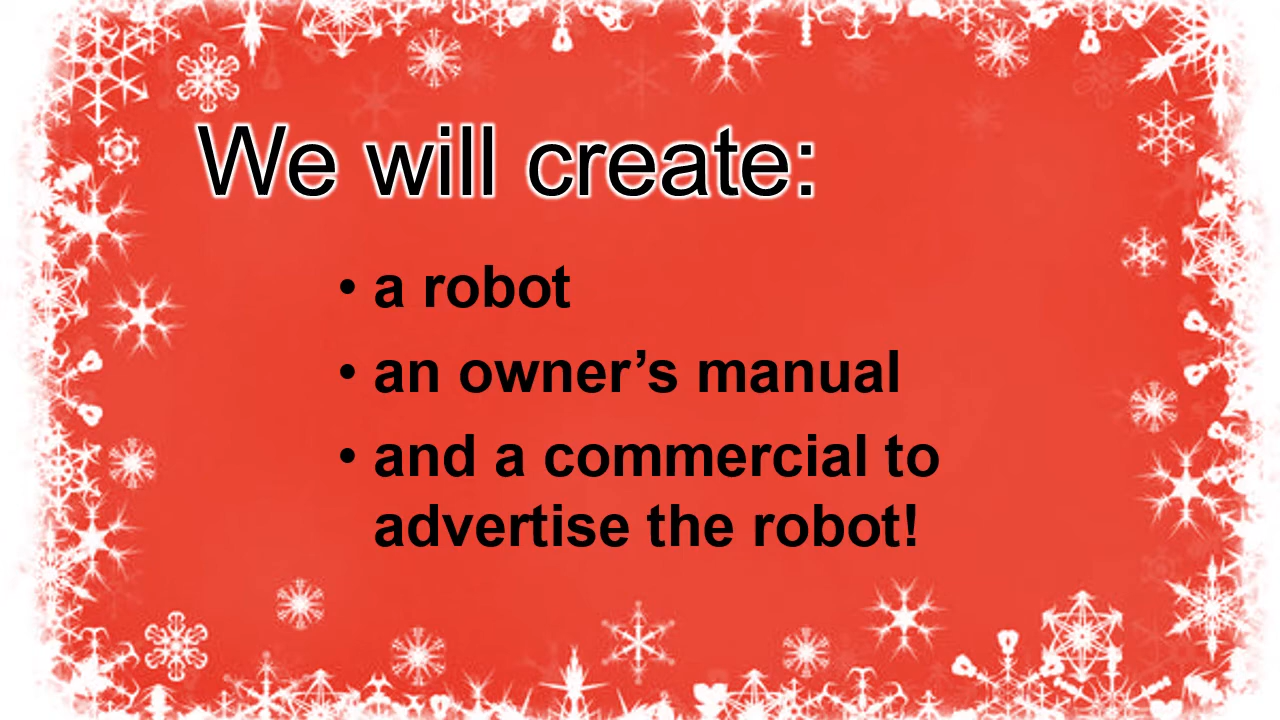 We will create:
• a robot
• an owner’s manual
• and a commercial to
advertise the robot!